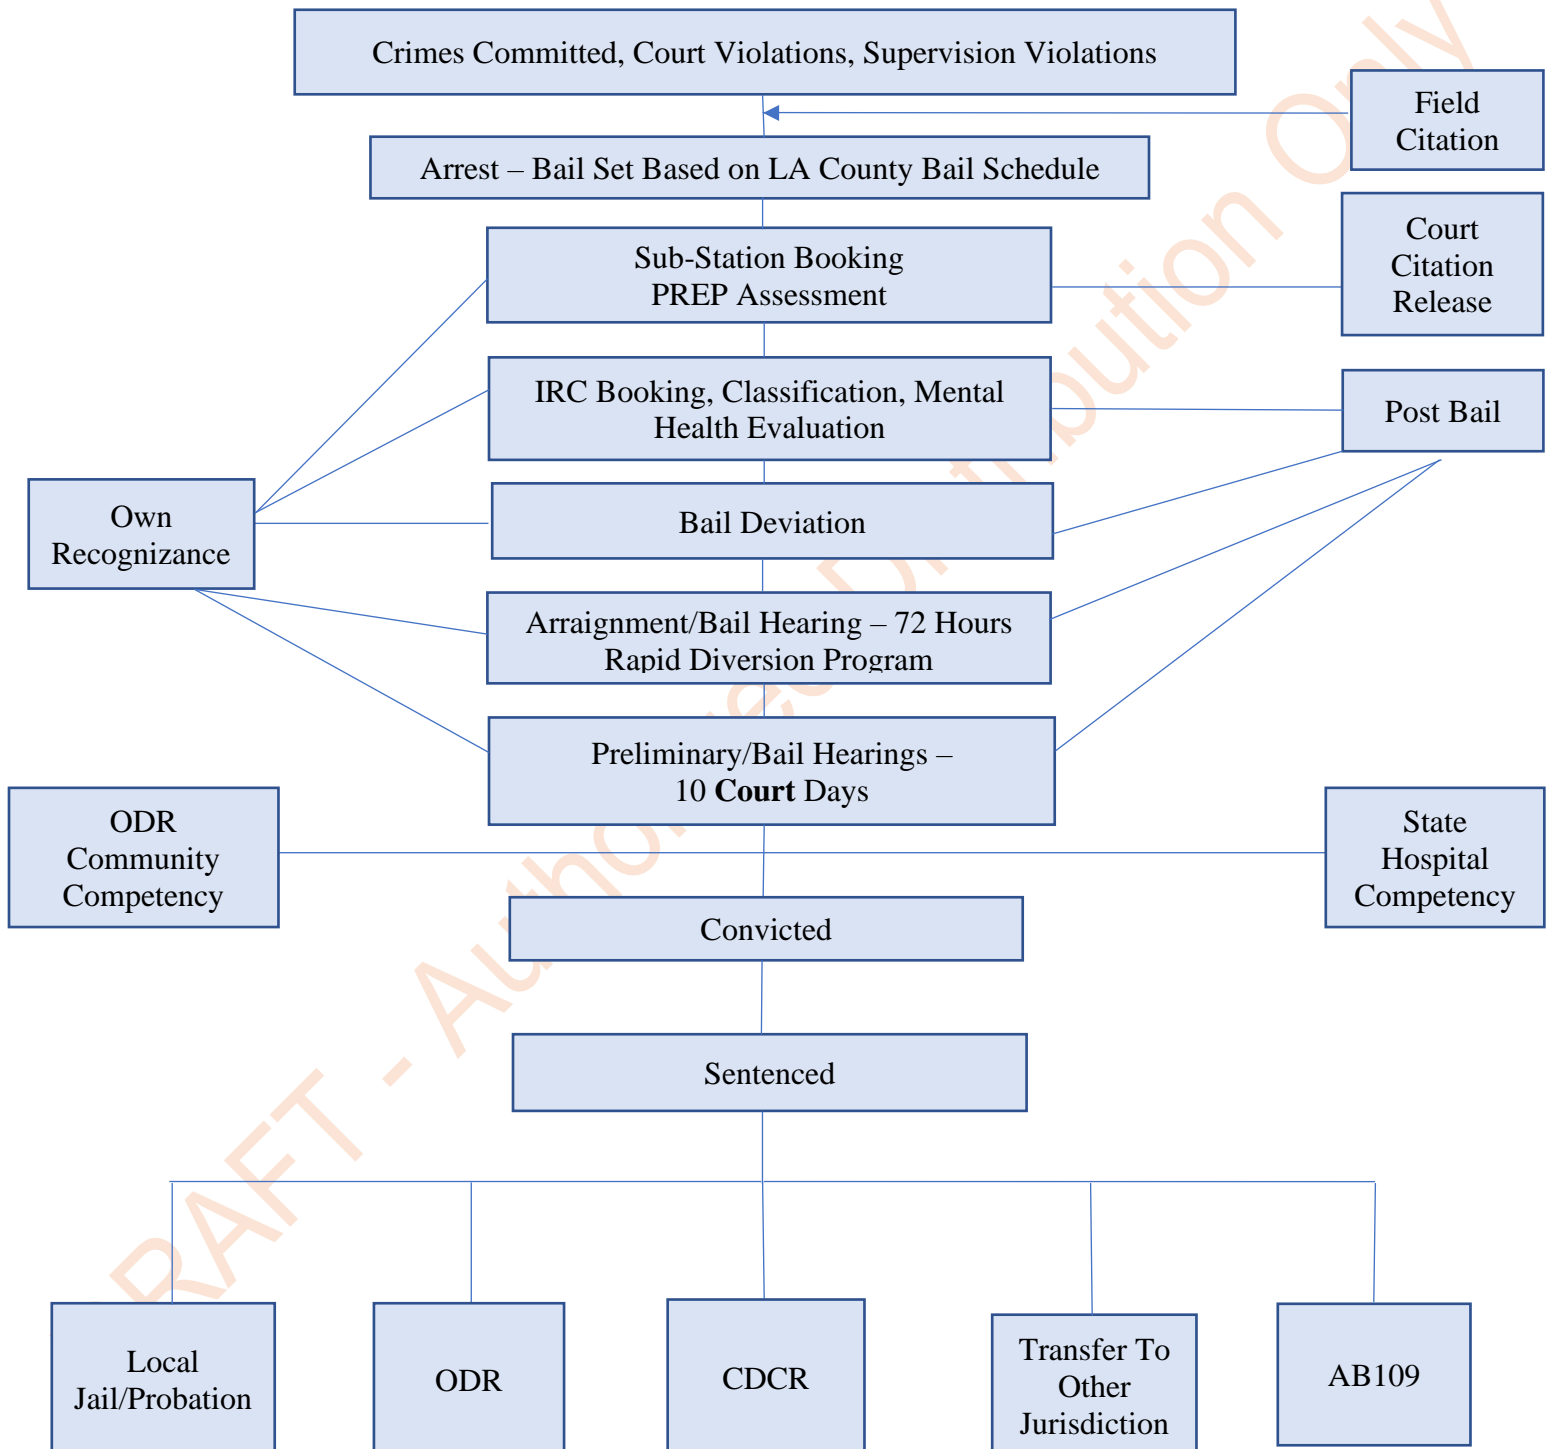 Crimes Committed, Court Violations, Supervision Violations
Field
Citation
Arrest – Bail Set Based on LA County Bail Schedule
Court
Citation
Release
Sub-Station Booking
PREP Assessment
IRC Booking, Classification, Mental
Health Evaluation
Post Bail
Own
Recognizance
Bail Deviation
Arraignment/Bail Hearing – 72 Hours
Rapid Diversion Program
Preliminary/Bail Hearings –
10 Court Days
ODR
Community
Competency
State
Hospital
Competency
Convicted
Sentenced
Local
Jail/Probation
ODR
CDCR
Transfer To
Other
Jurisdiction
AB109
RAFT - Authorized Distribution Only